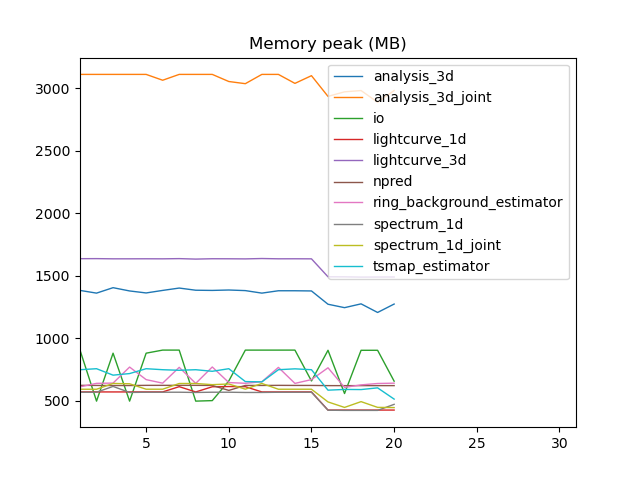 Memory peak (MB)
3000
2500
2000
1500
1000
500
analysis_3d
analysis_3d_joint
io
lightcurve_1d
lightcurve_3d
npred
ring_background_estimator
spectrum_1d
spectrum_1d_joint
tsmap_estimator
5 10 15 20 25 30